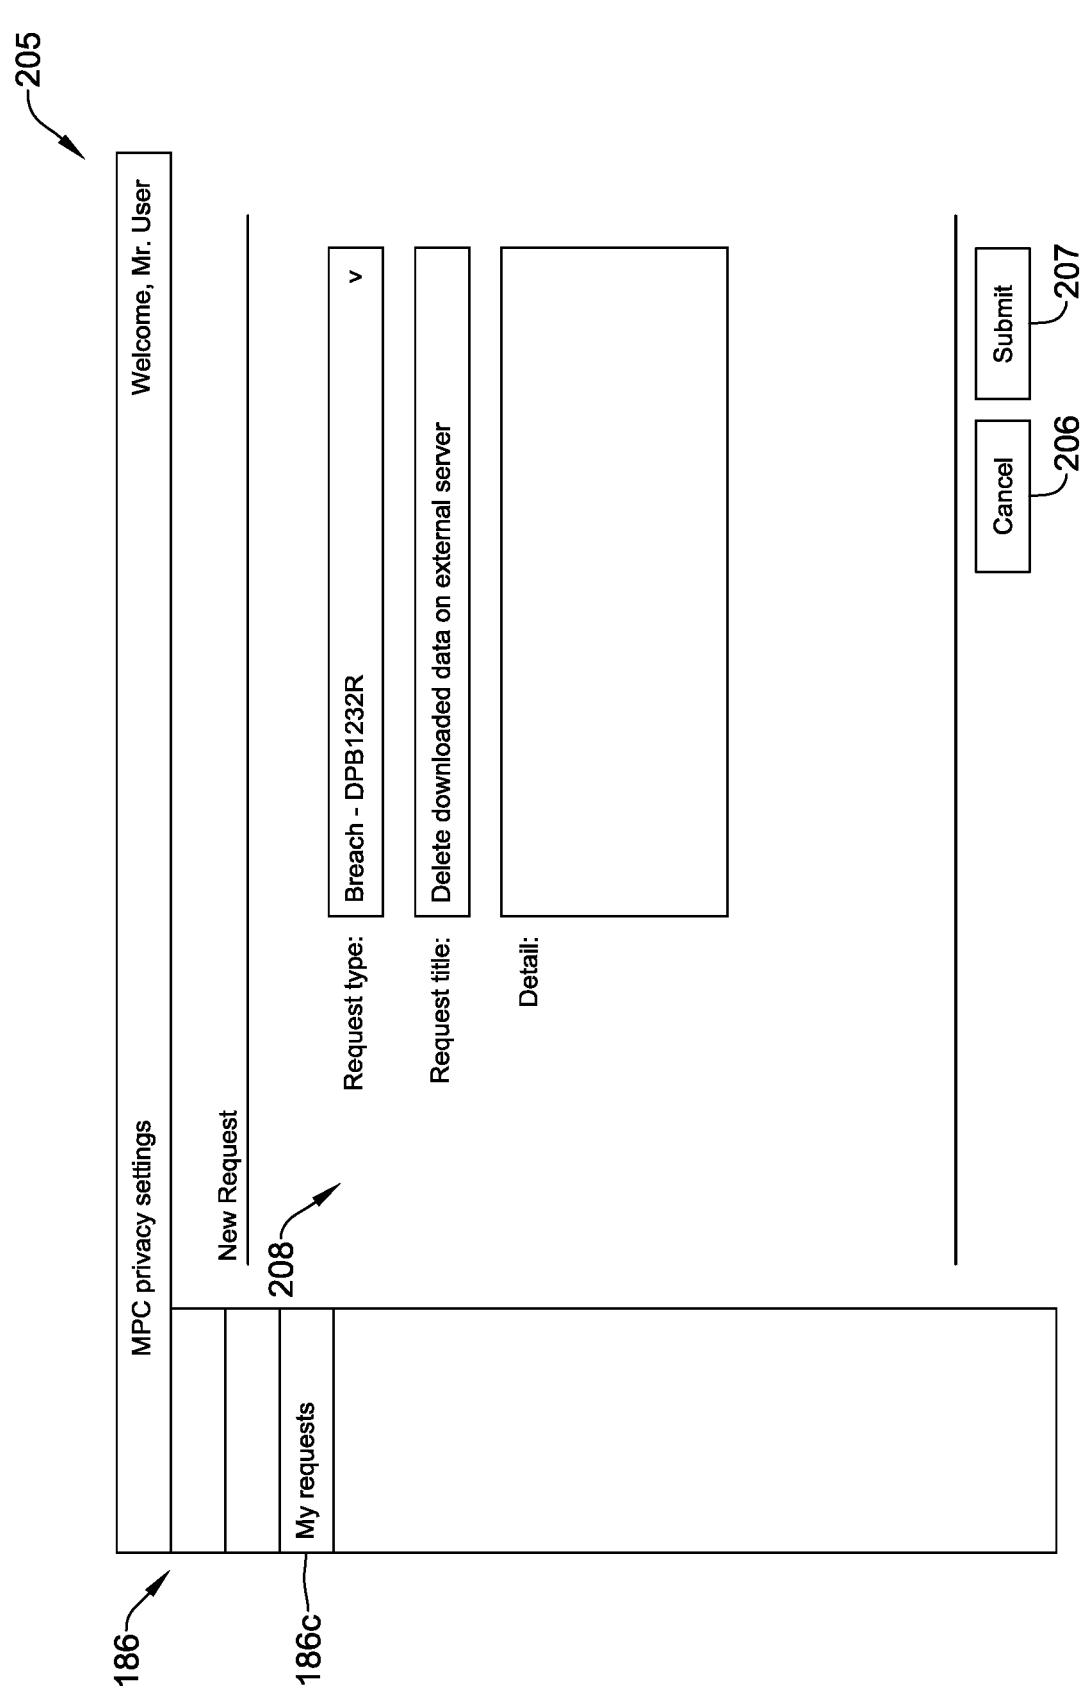 205
MPC privacy settings
Welcome, Mr. User
186
New Request
208
Request type:
Breach - DPB1232R
v
My requests
186c
Request title:
Delete downloaded data on external server
Detail:
Cancel
Submit
206
207